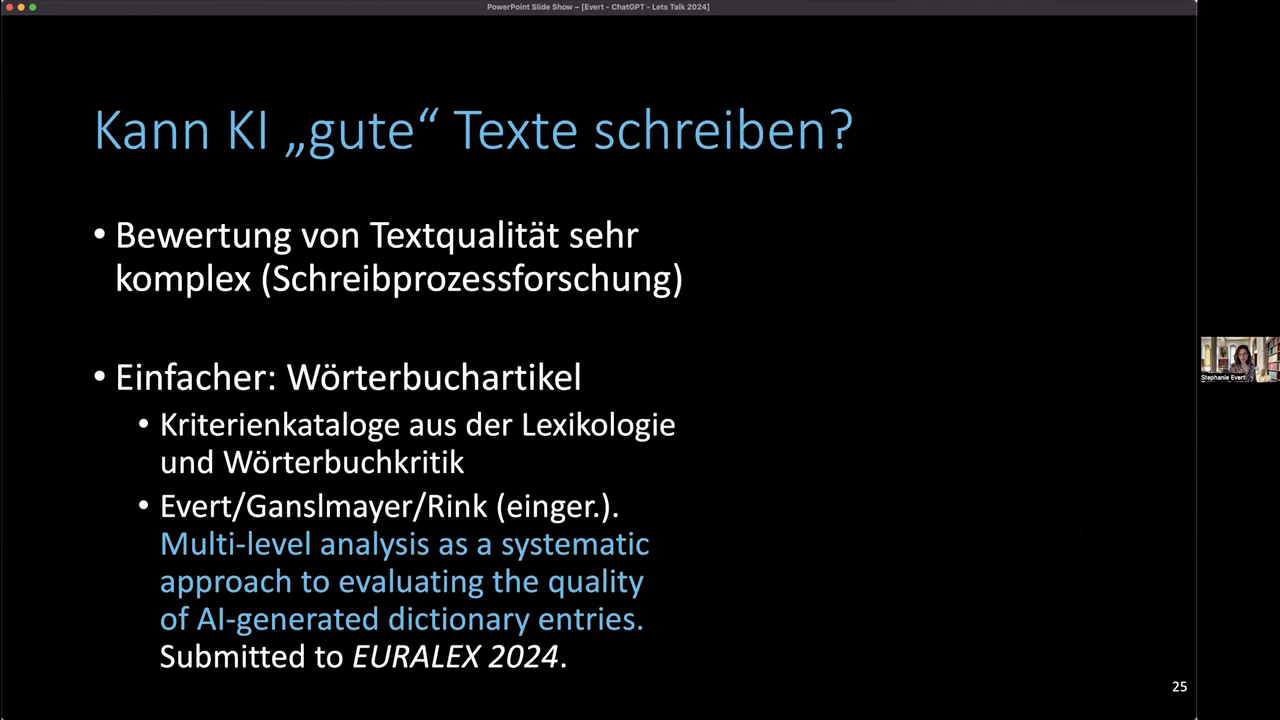 PowerPoint Slide Show – [Evert - ChatGPT - Lets Talk 2024]
Kann KI „gute“ Texte schreiben?
• Bewertung von Textqualität sehr
komplex (Schreibprozessforschung)
• Einfacher: Wörterbuchartikel
• Kriterienkataloge aus der Lexikologie
und Wörterbuchkritik
• Evert/Ganslmayer/Rink (einger.).
Multi-level analysis as a systematic
approach to evaluating the quality
of AI-generated dictionary entries.
Submitted to EURALEX 2024.
Stephanie Evert
25